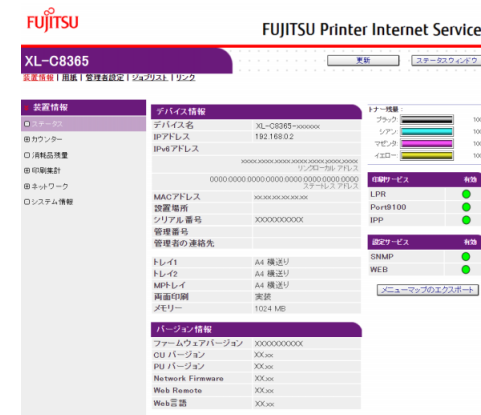 FUJITSU
FUJITSU Printer Internet Service
XL-C8365
更新
ステータスウィンドウ
装置情報 | 用紙 | 管理者設定 | ジョブリスト | リンク
装置情報
ステータス
カウンター
消耗品残量
印刷集計
ネットワーク
システム情報
デバイス情報
デバイス名 XL-C8365-xxxxxx
IPアドレス 192.168.0.2
IPv6アドレス
xxxx:xxxx:xxxx:xxxx:xxxx:xxxx:xxxx
リンクローカル アドレス
0000:0000:0000:0000:0000:0000:0000:0000
ステートレス アドレス
MACアドレス xx:xx:xx:xx:xx:xx
設置場所
シリアル番号 XXXXXXXXXX
管理番号
管理者の連絡先
トレイ1 A4 横送り
トレイ2 A4 横送り
MPトレイ A4 横送り
両面印刷 実装
メモリー 1024 MB
バージョン情報
ファームウェアバージョン XXXXXXXXXX
CU バージョン XX.xx
PU バージョン XX.xx
Network Firmware XX.xx
Web Remote XX.xx
Web言語 XX.xx
トナー残量:
ブラック 100
シアン 100
マゼンタ 100
イエロー 100
印刷サービス 有効
LPR
Port9100
IPP
設定サービス 有効
SNMP
WEB
メニューマップのエクスポート